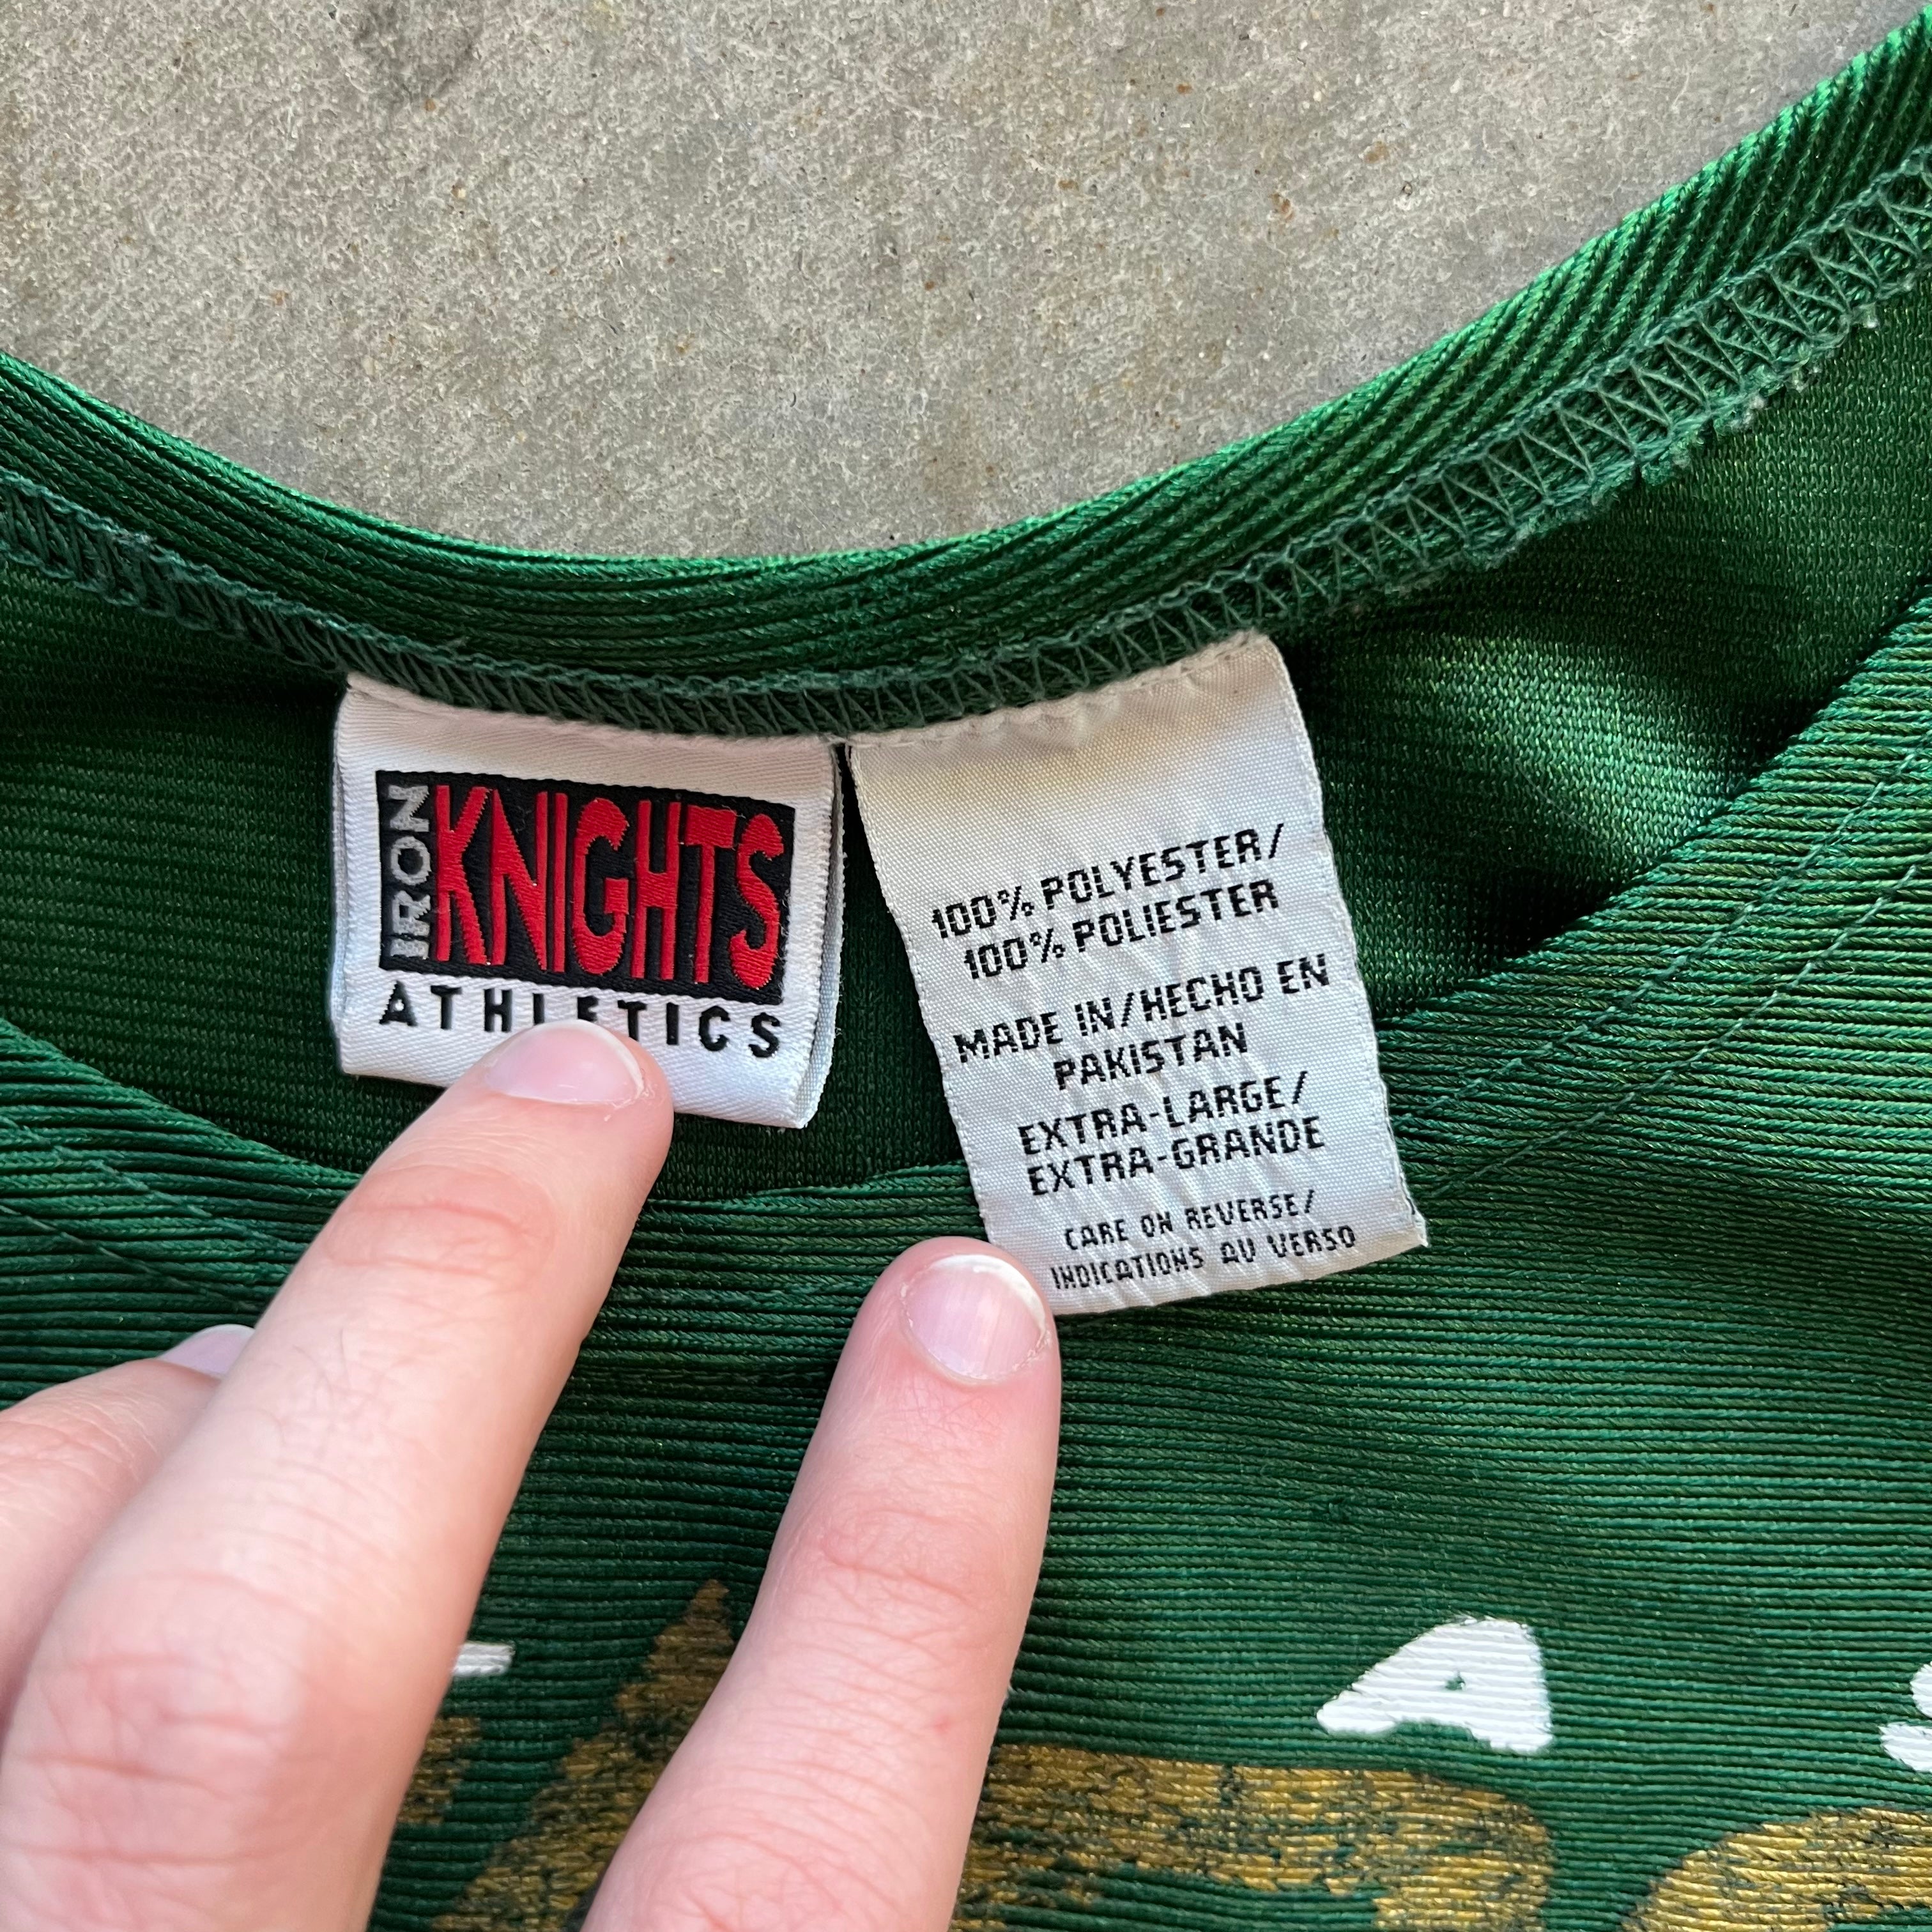 IRON
KNIGHTS
ATHLETICS
100% POLYESTER/
100% POLIESTER
MADE IN/HECHO EN
PAKISTAN
EXTRA-LARGE/
EXTRA-GRANDE
CARE ON REVERSE/
INDICATIONS AU VERSO
A